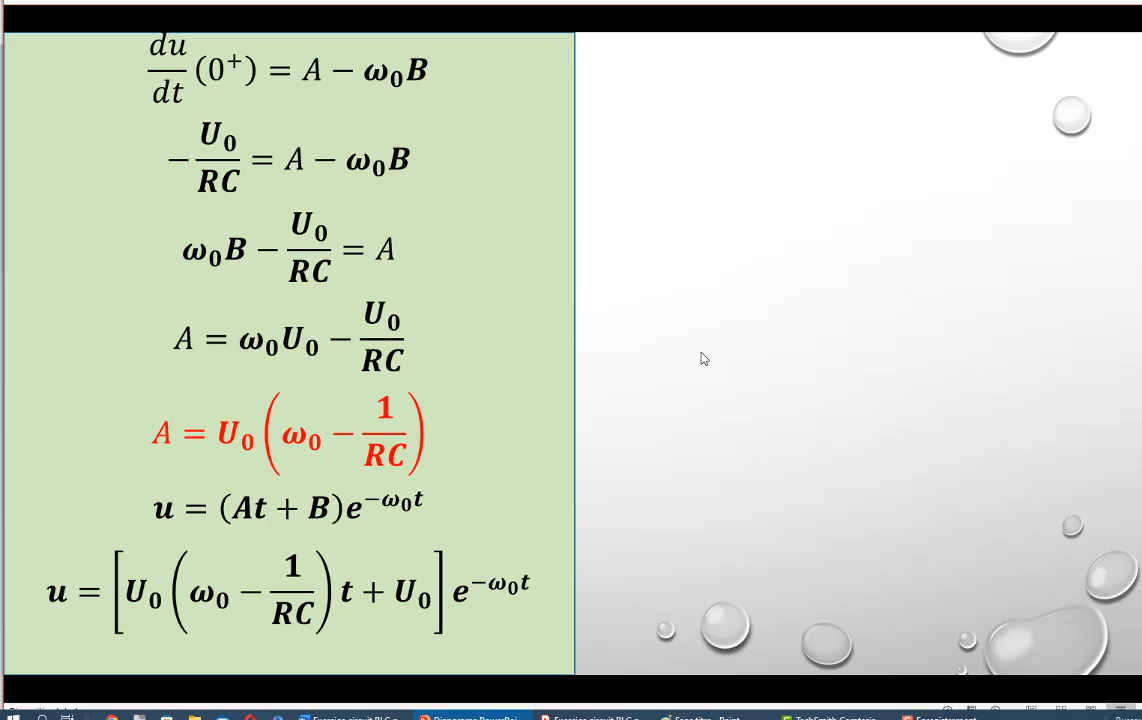 du/dt (0⁺) = A − ω₀B
− U₀/RC = A − ω₀B
ω₀B − U₀/RC = A
A = ω₀U₀ − U₀/RC
A = U₀(ω₀ − 1/RC)
u = (At + B)e^(−ω₀t)
u = [U₀(ω₀ − 1/RC)t + U₀]e^(−ω₀t)